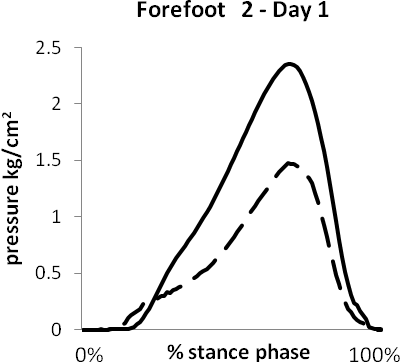 Forefoot 2 - Day 1
pressure kg/cm²
2.5
2
1.5
1
0.5
0
0% % stance phase 100%